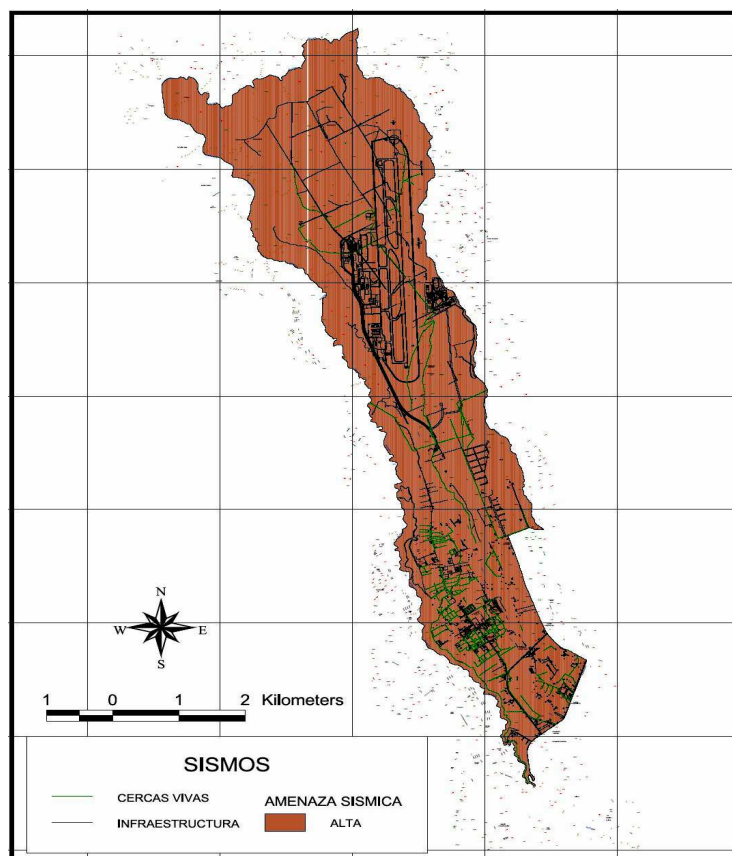 N
W E
S
1 0 1 2 Kilometers
SISMOS
CERCAS VIVAS
INFRAESTRUCTURA
AMENAZA SISMICA
ALTA